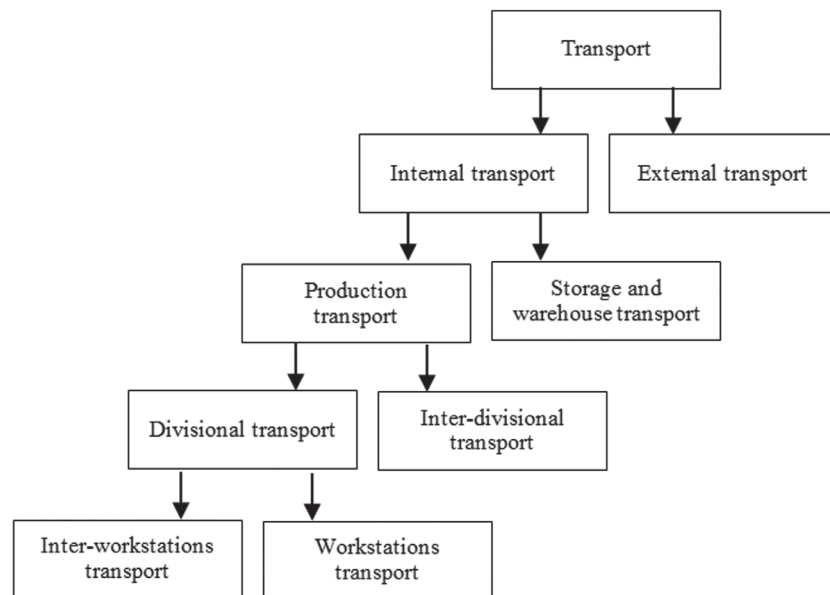 Transport
Internal transport
External transport
Production
transport
Storage and
warehouse transport
Divisional transport
Inter-divisional
transport
Inter-workstations
transport
Workstations
transport